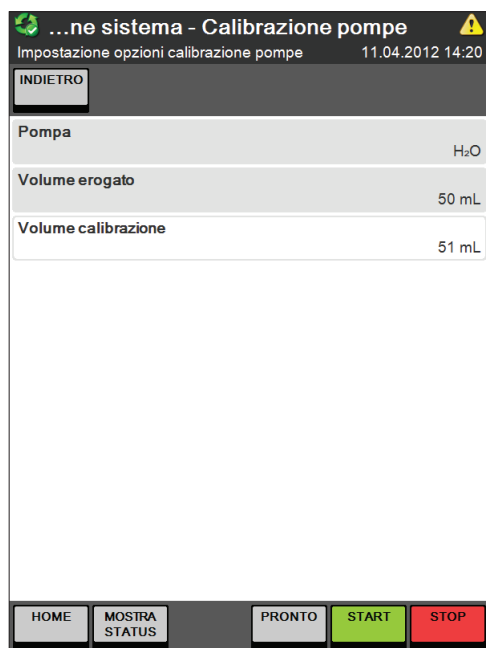 ...ne sistema - Calibrazione pompe
Impostazione opzioni calibrazione pompe 11.04.2012 14:20
INDIETRO
Pompa
H₂O
Volume erogato
50 mL
Volume calibrazione
51 mL
HOME MOSTRA STATUS PRONTO START STOP